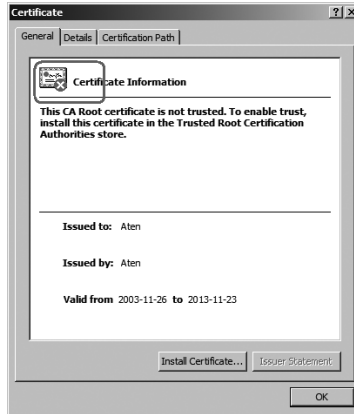 Certificate
General Details Certification Path
Certificate Information
This CA Root certificate is not trusted. To enable trust,
install this certificate in the Trusted Root Certification
Authorities store.
Issued to: Aten
Issued by: Aten
Valid from 2003-11-26 to 2013-11-23
Install Certificate... Issuer Statement
OK